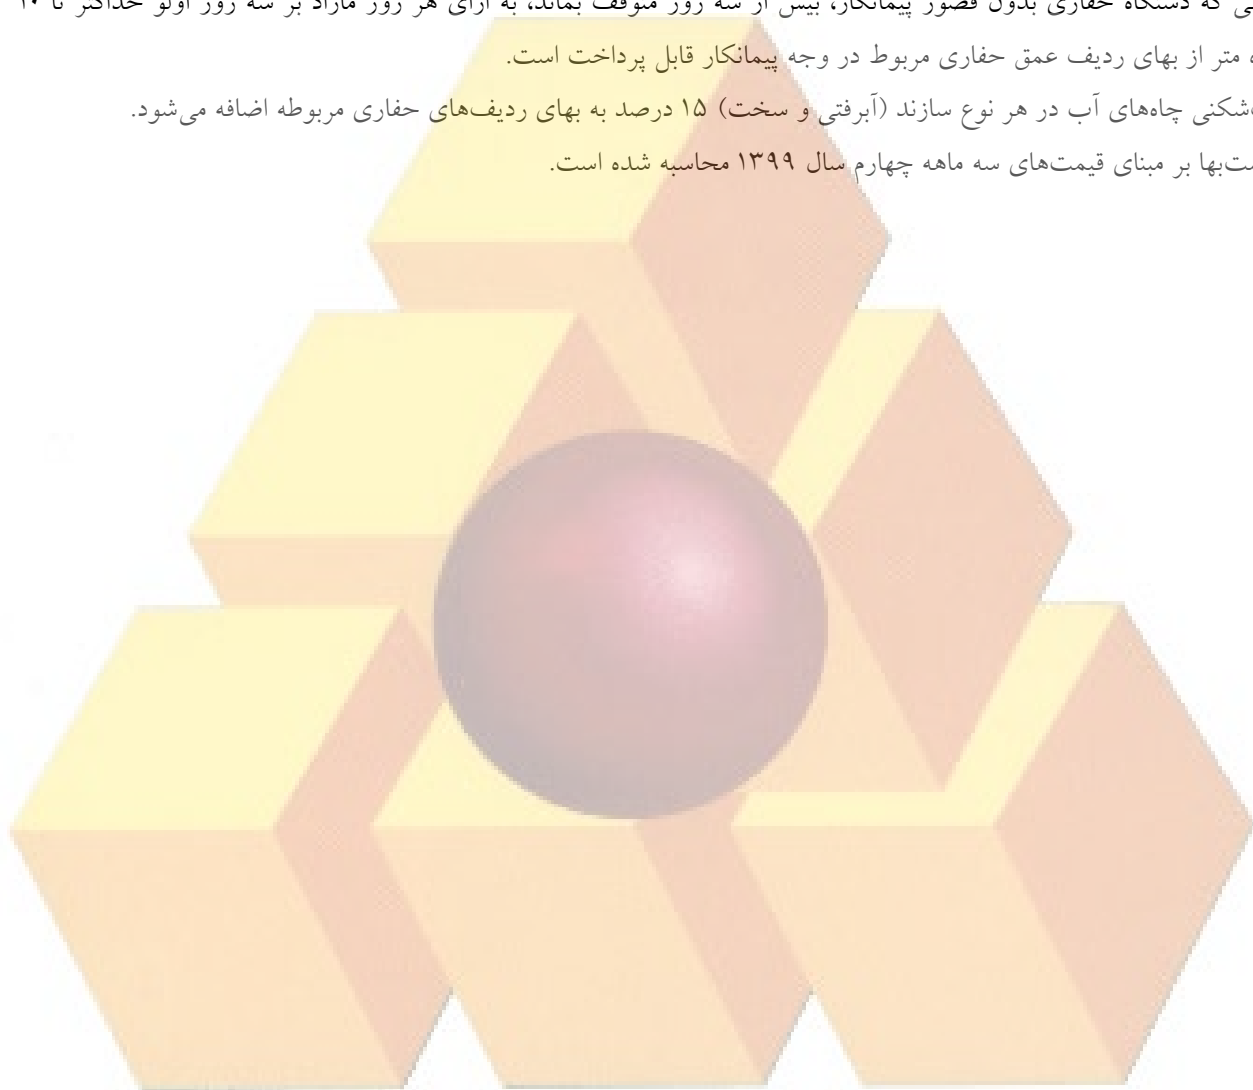 که دستگاه حفاری بدون قصور پیمانکار، بیش از سه روز متوقف بماند، به ازای هر روز مازاد بر سه روز اولو حداکثر تا ۱۰
متر از بهای ردیف عمق حفاری مربوط در وجه پیمانکار قابل پرداخت است.
چاه‌های آب در هر نوع سازند (آبرفتی و سخت) ۱۵ درصد به بهای ردیف‌های حفاری مربوطه اضافه می‌شود.
بر مبنای قیمت‌های سه ماهه چهارم سال ۱۳۹۹ محاسبه شده است.